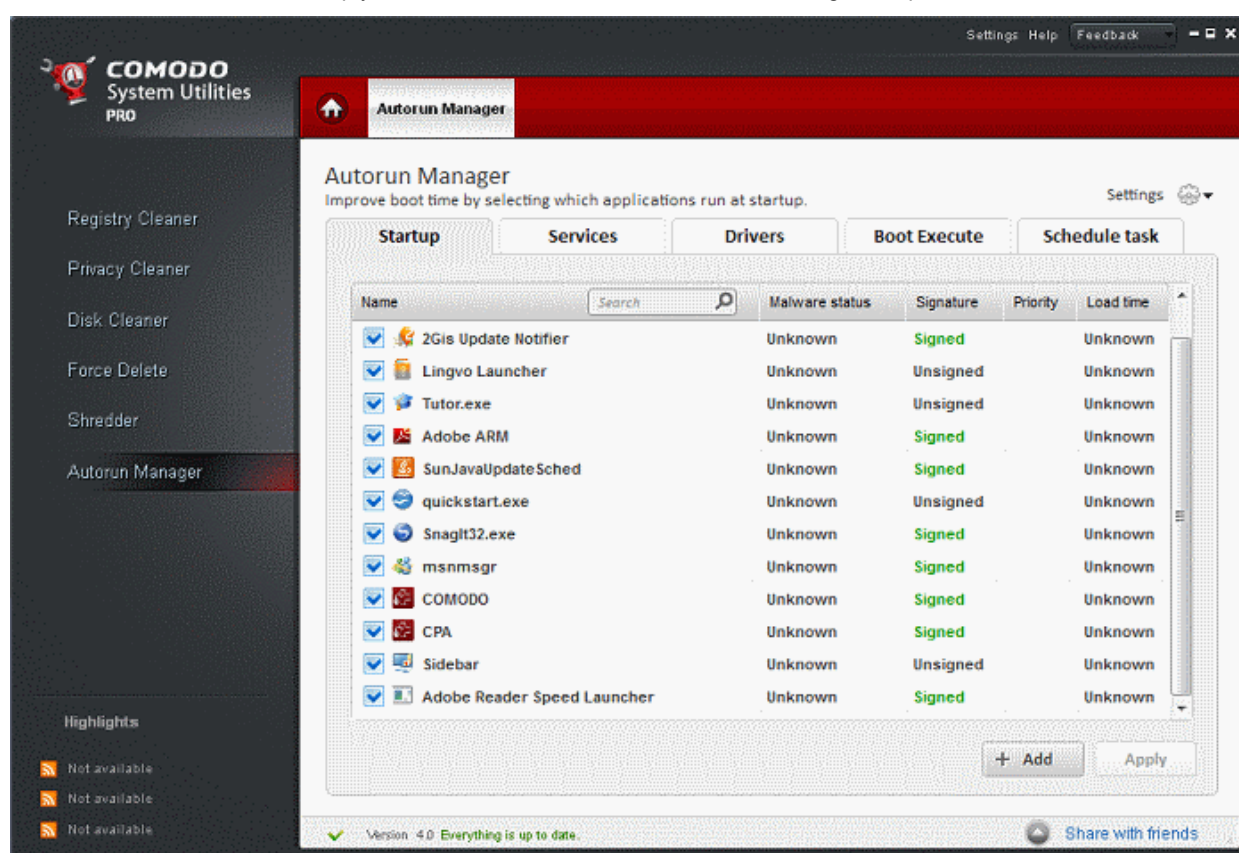 Settings Help Feedback
COMODO
System Utilities
PRO
Autorun Manager
Registry Cleaner
Privacy Cleaner
Disk Cleaner
Force Delete
Shredder
Autorun Manager
Highlights
Not available
Not available
Not available
Autorun Manager
Improve boot time by selecting which applications run at startup.
Settings
Startup Services Drivers Boot Execute Schedule task
Name Search Malware status Signature Priority Load time
2Gis Update Notifier Unknown Signed Unknown
Lingvo Launcher Unknown Unsigned Unknown
Tutor.exe Unknown Unsigned Unknown
Adobe ARM Unknown Signed Unknown
SunJavaUpdateSched Unknown Signed Unknown
quickstart.exe Unknown Unsigned Unknown
SnagIt32.exe Unknown Signed Unknown
msnmsgr Unknown Signed Unknown
COMODO Unknown Signed Unknown
CPA Unknown Signed Unknown
Sidebar Unknown Unsigned Unknown
Adobe Reader Speed Launcher Unknown Signed Unknown
+ Add Apply
Version 4.0 Everything is up to date.
Share with friends